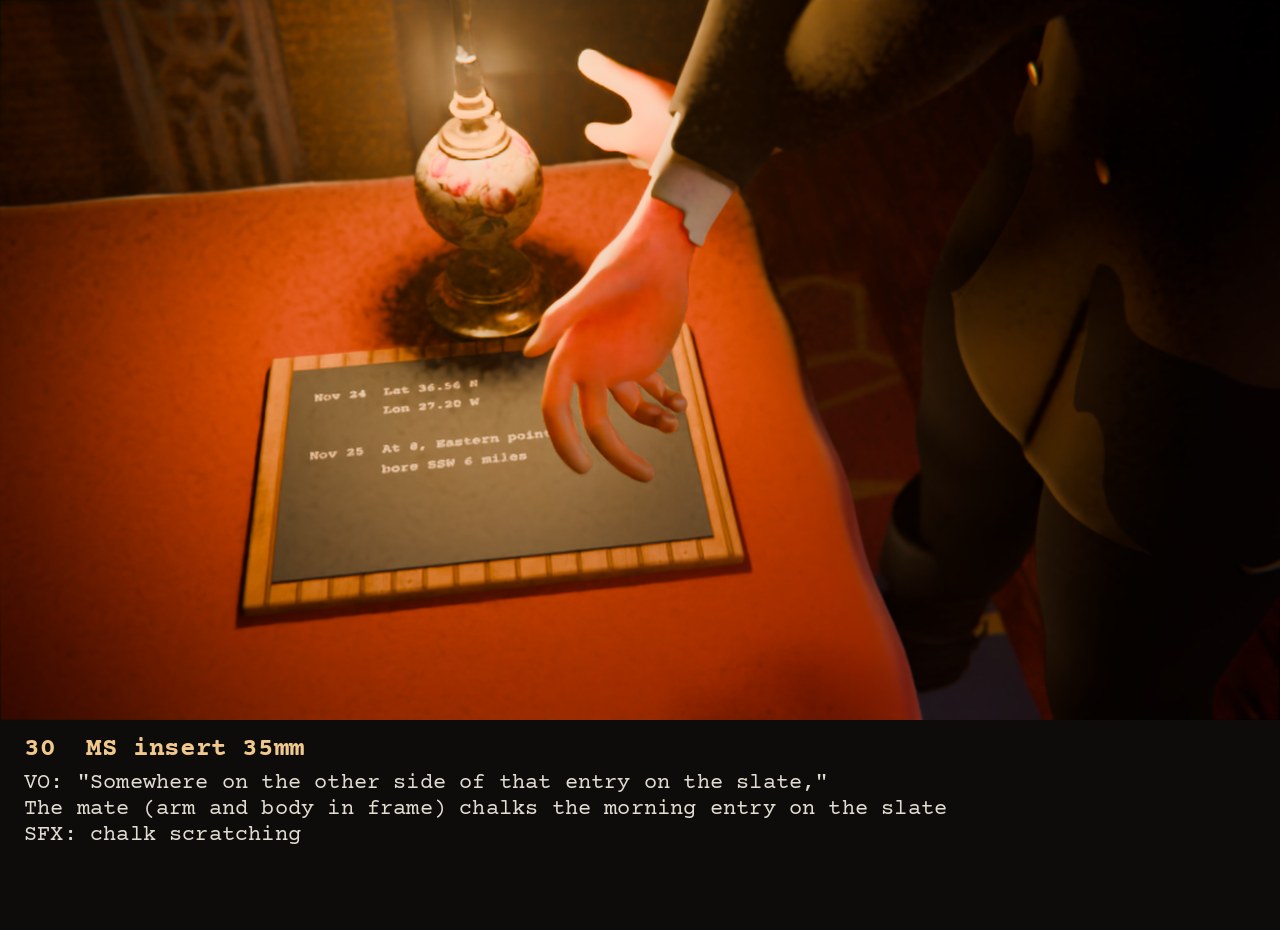 Nov 24 Lat 36.56 N
Lon 27.20 W
Nov 25 At 8, Eastern point
bore SSW 6 miles
30 MS insert 35mm
VO: "Somewhere on the other side of that entry on the slate,"
The mate (arm and body in frame) chalks the morning entry on the slate
SFX: chalk scratching